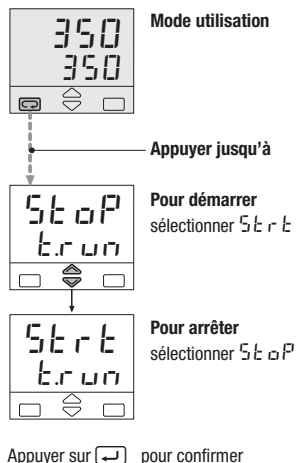 350
350
Mode utilisation
Appuyer jusqu'à
StoP
t.run
Pour démarrer
sélectionner Strt
Strt
t.run
Pour arrêter
sélectionner StoP
Appuyer sur pour confirmer